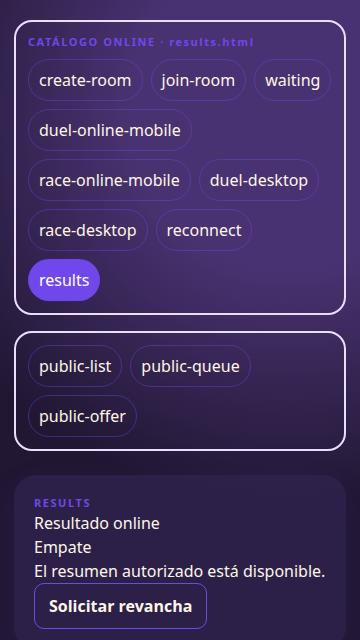 CATÁLOGO ONLINE · results.html
create-room join-room waiting
duel-online-mobile
race-online-mobile duel-desktop
race-desktop reconnect
results
public-list public-queue
public-offer
RESULTS
Resultado online
Empate
El resumen autorizado está disponible.
Solicitar revancha